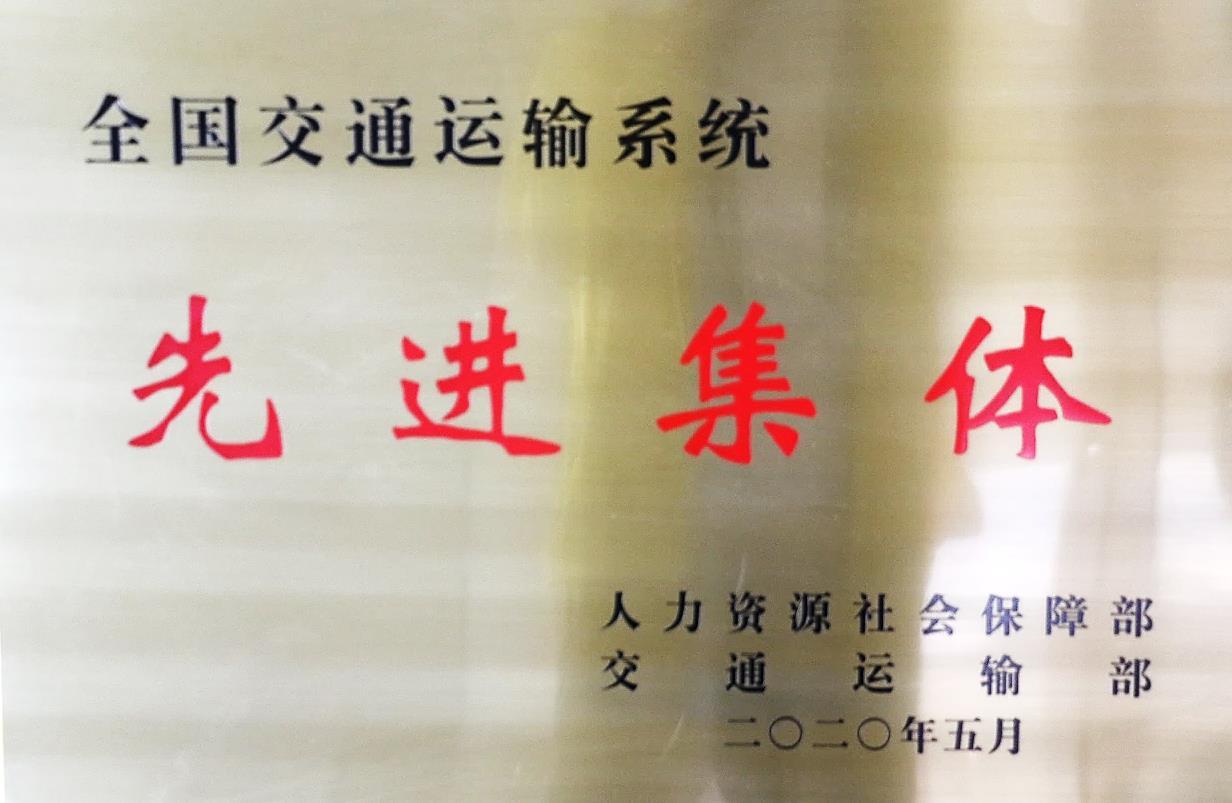 全国交通运输系统
先进集体
人力资源社会保障部
交通运输部
二〇二〇年五月